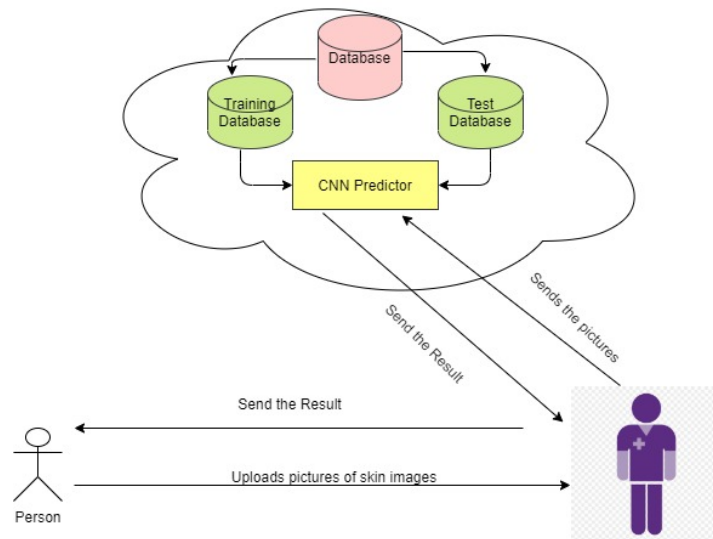 Database
Training
Database
Test
Database
CNN Predictor
Sends the pictures
Send the Result
Send the Result
Uploads pictures of skin images
Person